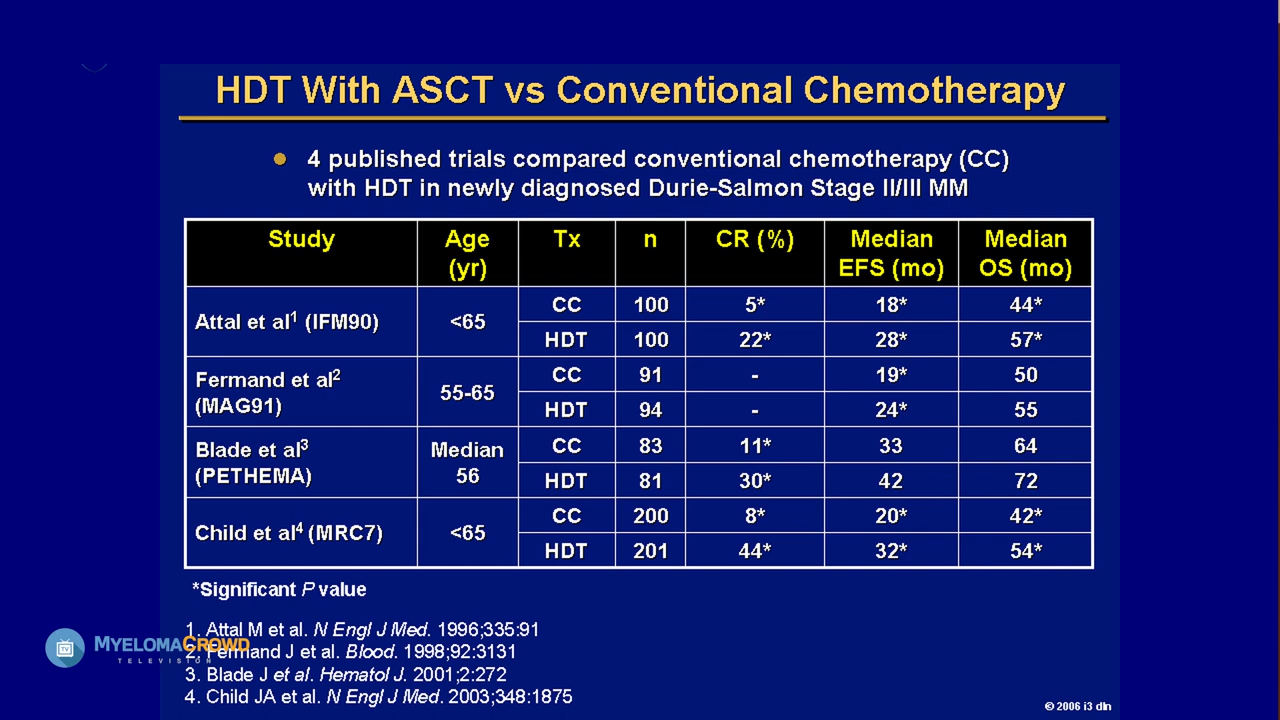 HDT With ASCT vs Conventional Chemotherapy
● 4 published trials compared conventional chemotherapy (CC)
with HDT in newly diagnosed Durie-Salmon Stage II/III MM
Study Age (yr) Tx n CR (%) Median EFS (mo) Median OS (mo)
Attal et al1 (IFM90) <65 CC 100 5* 18* 44*
HDT 100 22* 28* 57*
Fermand et al2 (MAG91) 55-65 CC 91 - 19* 50
HDT 94 - 24* 55
Blade et al3 (PETHEMA) Median 56 CC 83 11* 33 64
HDT 81 30* 42 72
Child et al4 (MRC7) <65 CC 200 8* 20* 42*
HDT 201 44* 32* 54*
*Significant P value
1. Attal M et al. N Engl J Med. 1996;335:91
2. Fermand J et al. Blood. 1998;92:3131
3. Blade J et al. Hematol J. 2001;2:272
4. Child JA et al. N Engl J Med. 2003;348:1875
MYELOMACROWD
TELEVISION
© 2006 i3 dln